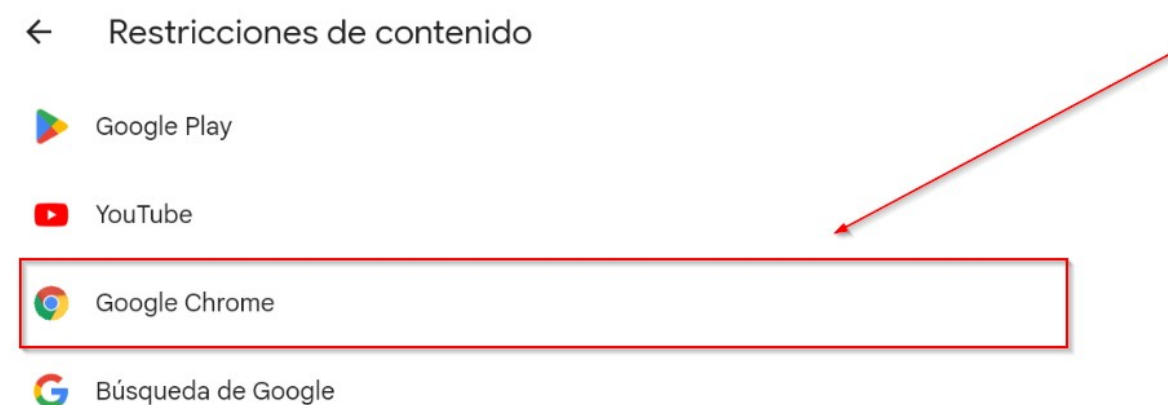 Restricciones de contenido
Google Play
YouTube
Google Chrome
Búsqueda de Google